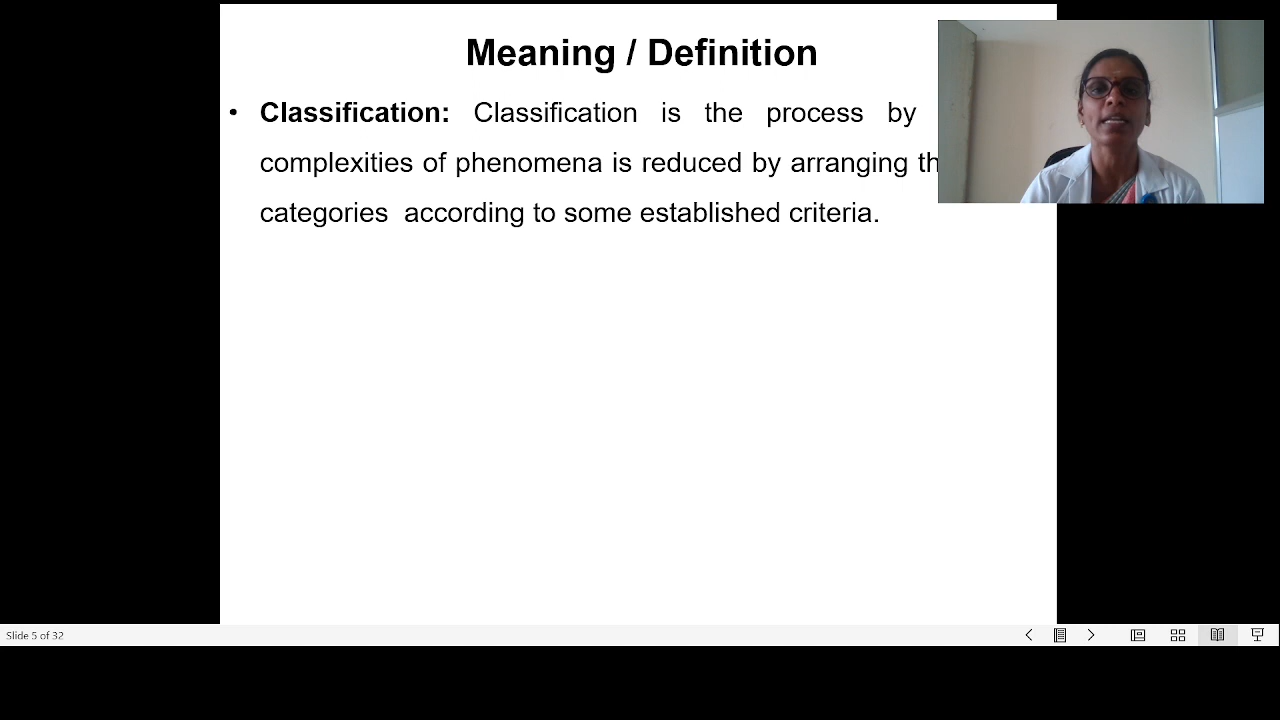 Meaning / Definition
• Classification: Classification is the process by
complexities of phenomena is reduced by arranging
categories according to some established criteria.
Slide 5 of 32